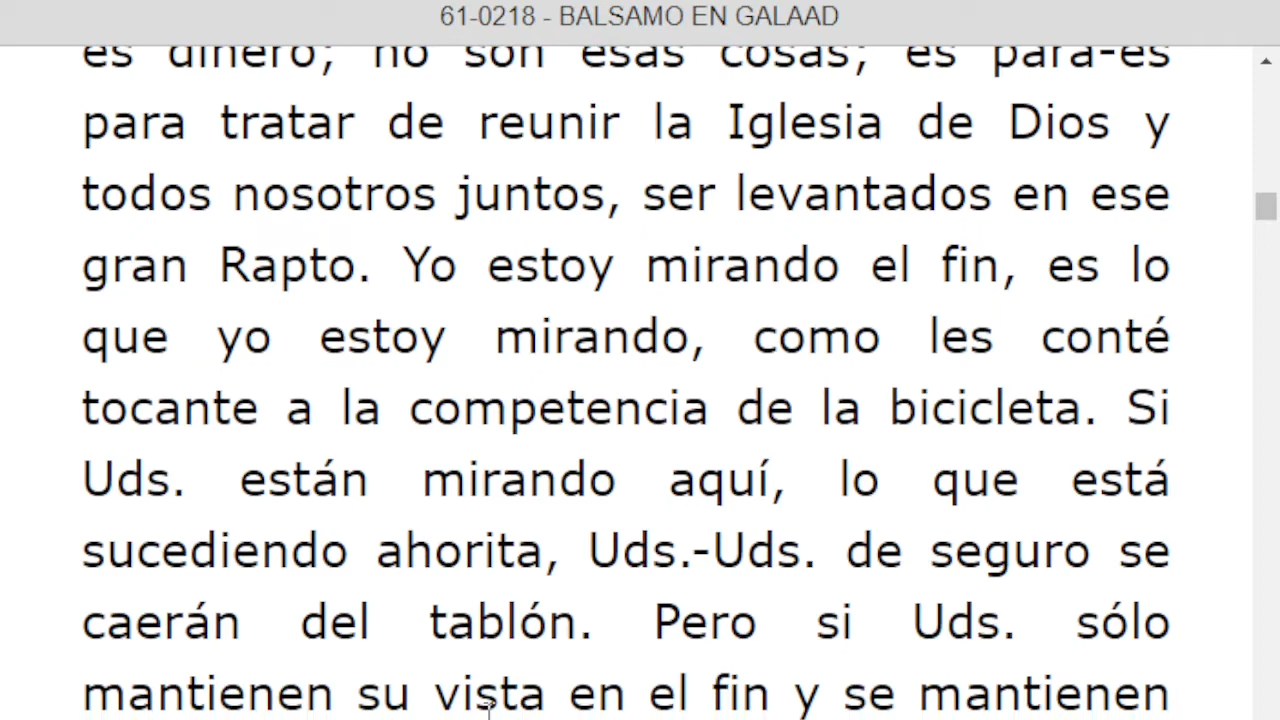 61-0218 - BALSAMO EN GALAAD
es dinero; no son esas cosas; es para-es
para tratar de reunir la Iglesia de Dios y
todos nosotros juntos, ser levantados en ese
gran Rapto. Yo estoy mirando el fin, es lo
que yo estoy mirando, como les conté
tocante a la competencia de la bicicleta. Si
Uds. están mirando aquí, lo que está
sucediendo ahorita, Uds.-Uds. de seguro se
caerán del tablón. Pero si Uds. sólo
mantienen su vista en el fin y se mantienen